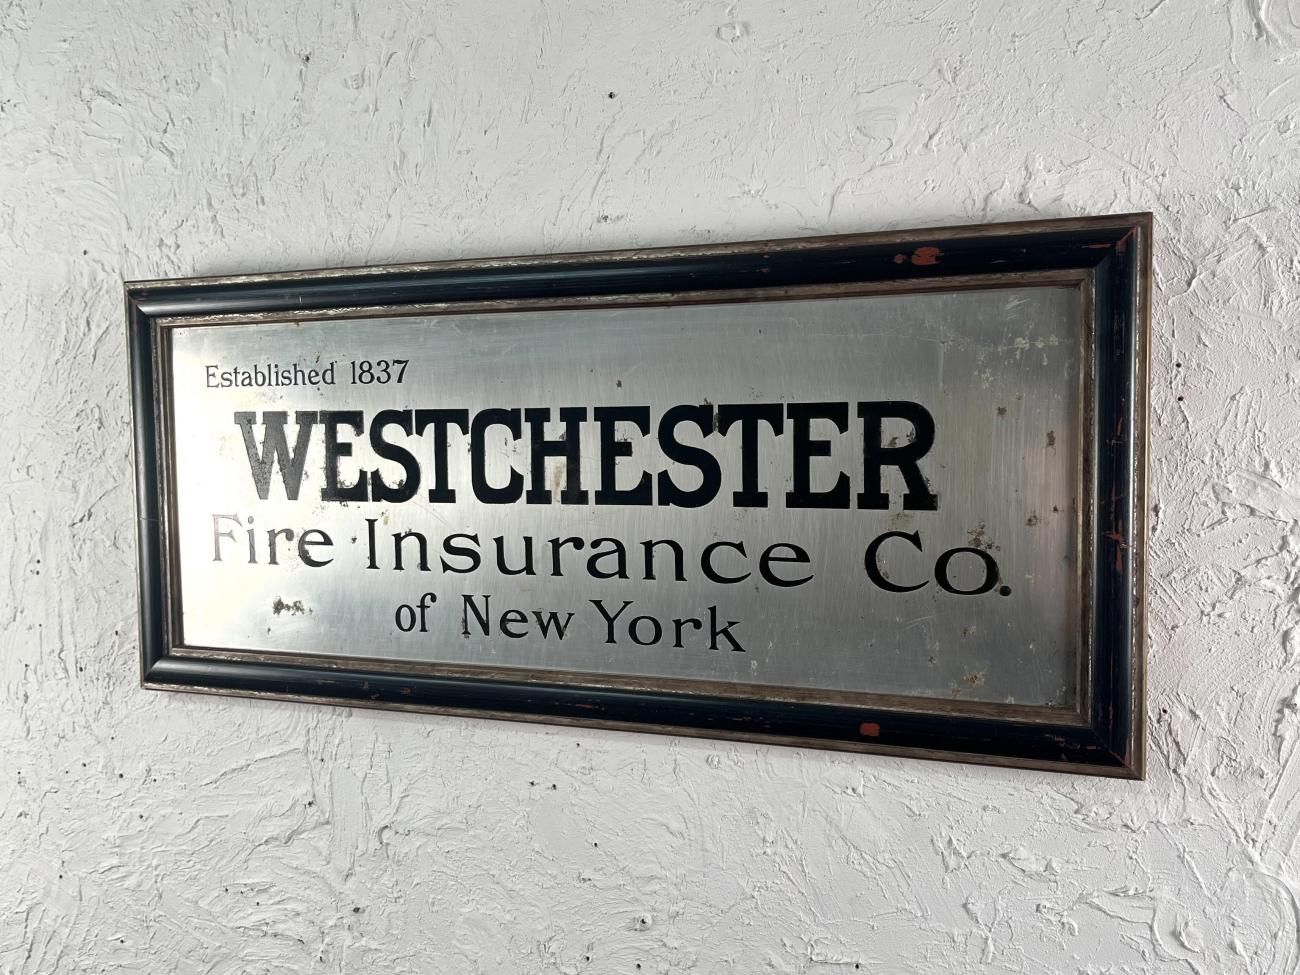 Established 1837
WESTCHESTER
Fire Insurance Co.
of New York